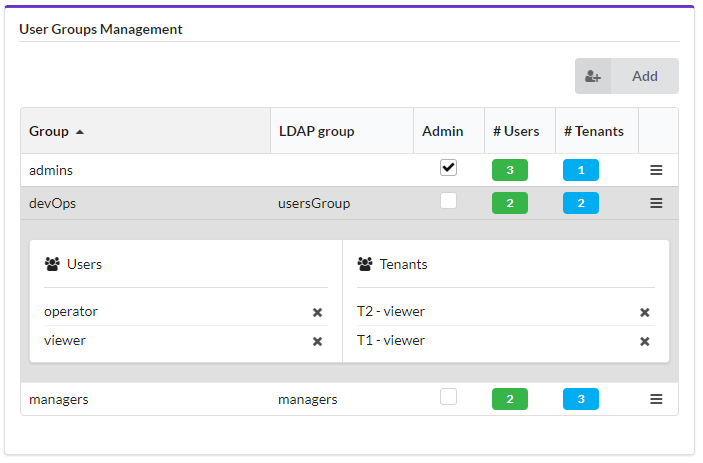 User Groups Management
Add
Group LDAP group Admin # Users # Tenants
admins 3 1
devOps usersGroup 2 2
Users Tenants
operator T2 - viewer
viewer T1 - viewer
managers managers 2 3